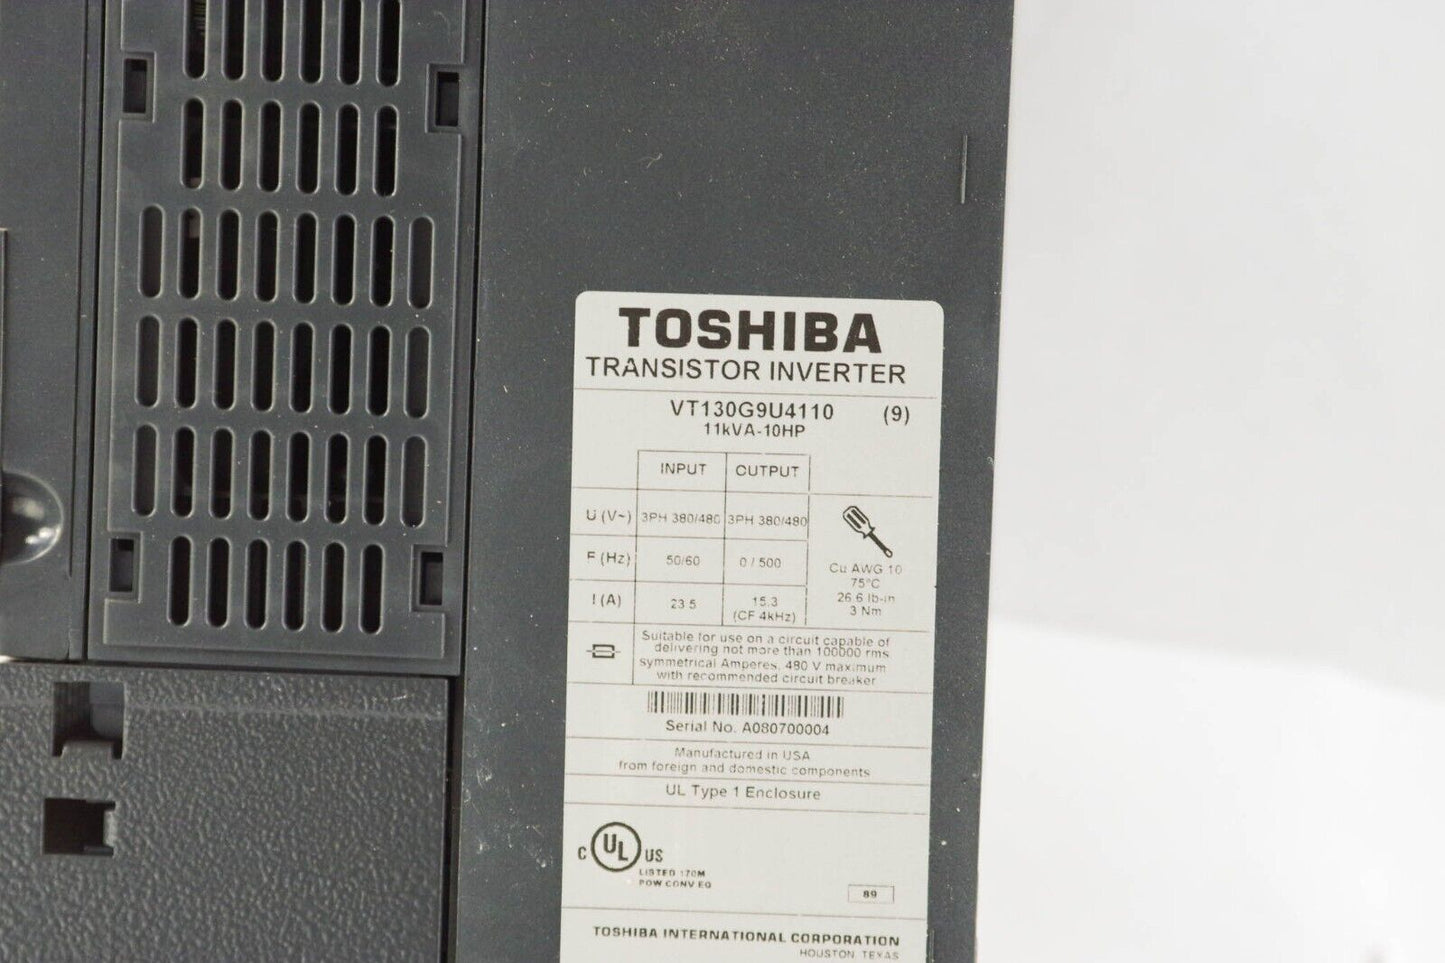 TOSHIBA
TRANSISTOR INVERTER
VT130G9U4110 (9)
11kVA-10HP
INPUT OUTPUT
U (V~) 3PH 380/480 3PH 380/480
F (Hz) 50/60 0 / 500
I (A) 23.5 15.3
(CF 4kHz)
Cu AWG 10
75°C
26.6 lb-in
3 Nm
Suitable for use on a circuit capable of
delivering not more than 100000 rms
symmetrical Amperes, 480 V maximum
with recommended circuit breaker
Serial No. A080700004
Manufactured in USA
from foreign and domestic components
UL Type 1 Enclosure
C UL US
LISTED 170M
POW CONV EQ
89
TOSHIBA INTERNATIONAL CORPORATION
HOUSTON, TEXAS